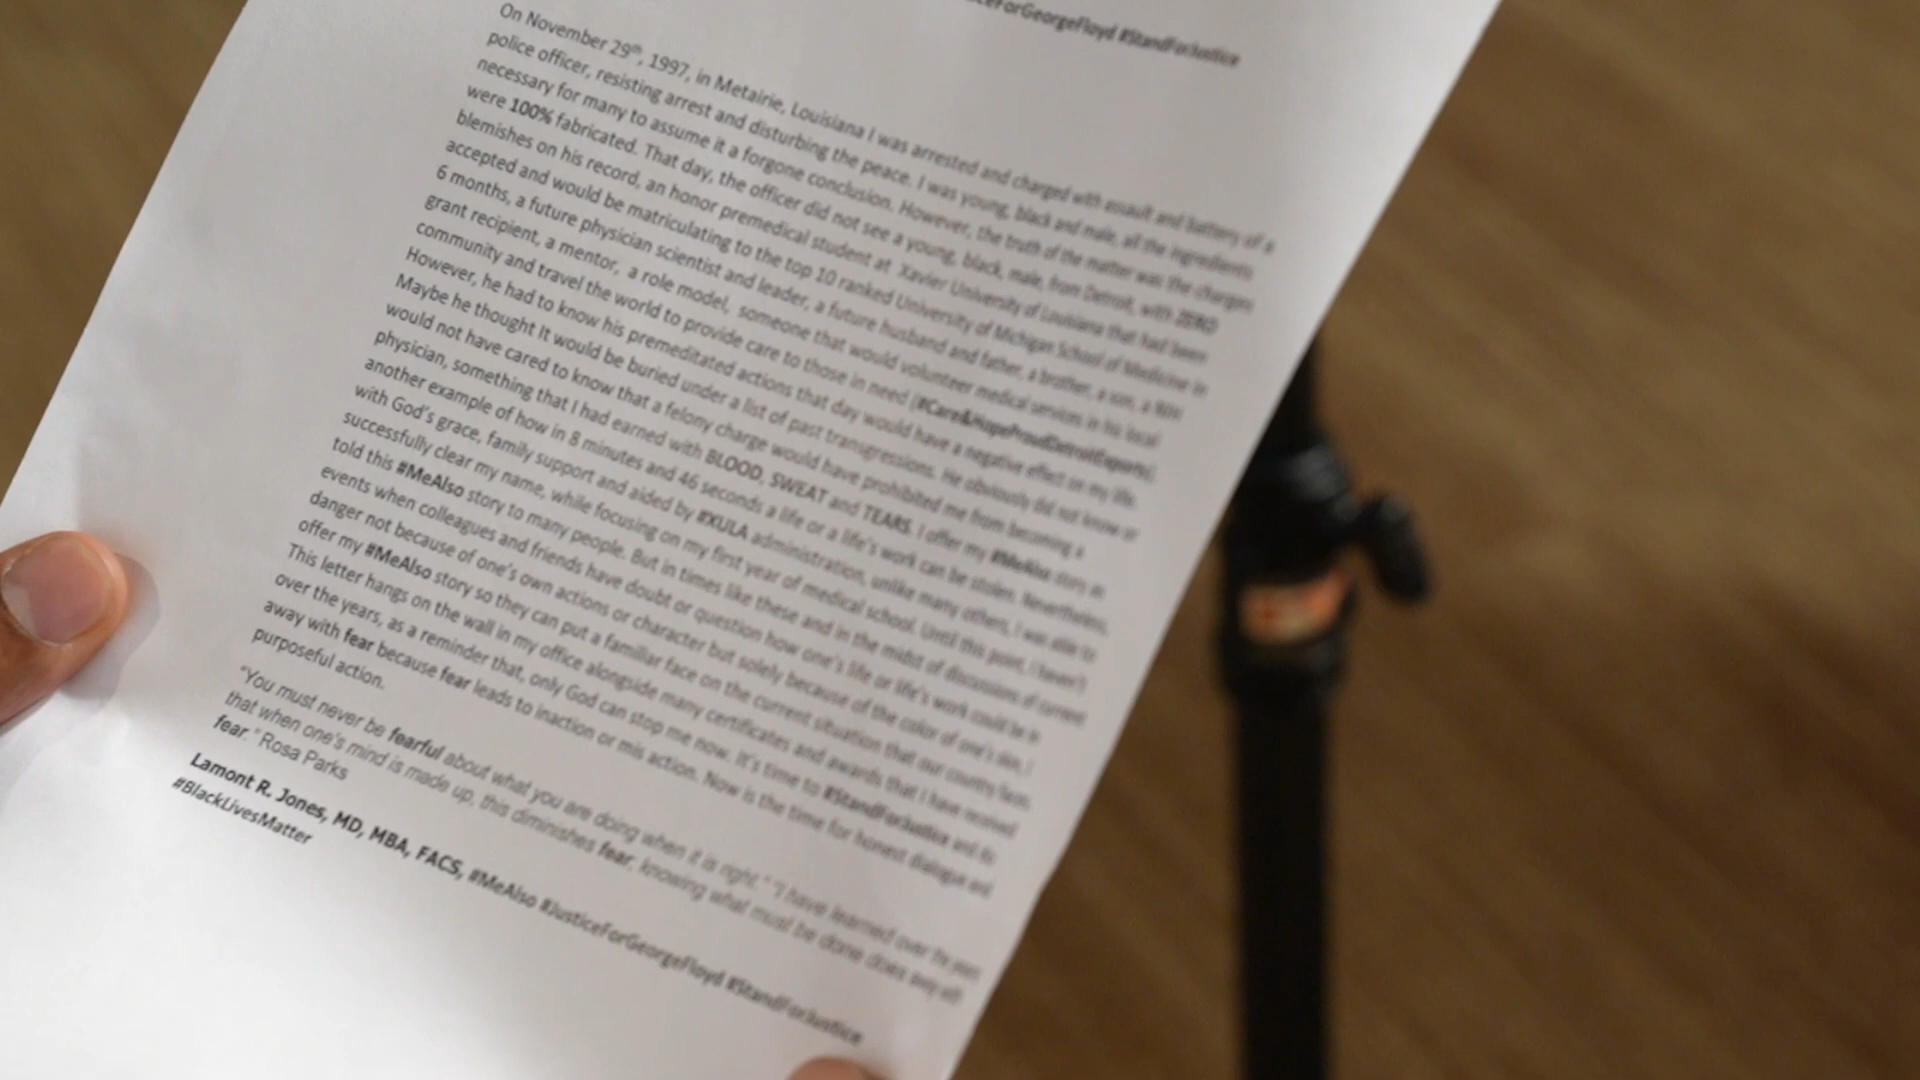 ceForGeorgeFloyd #StandForJustice
On November 29th, 1997, in Metairie, Louisiana I was arrested and charged with assault and battery of a
police officer, resisting arrest and disturbing the peace. I was young, black and male, all the ingredients
necessary for many to assume it a forgone conclusion. However, the truth of the matter was the charges
were 100% fabricated. That day, the officer did not see a young, black, male, from Detroit, with ZERO
blemishes on his record, an honor premedical student at Xavier University of Louisiana that had been
accepted and would be matriculating to the top 10 ranked University of Michigan School of Medicine in
6 months, a future physician scientist and leader, a future husband and father, a brother, a son, a
grant recipient, a mentor, a role model, someone that would volunteer medical services in his local
community and travel the world to provide care to those in need (#Care&HopeProudDetroitExports).
However, he had to know his premeditated actions that day would have a negative effect on my life.
Maybe he thought It would be buried under a list of past transgressions. He obviously did not know or
would not have cared to know that a felony charge would have prohibited me from becoming a
physician, something that I had earned with BLOOD, SWEAT and TEARS. I offer my #MeAlso story as
another example of how in 8 minutes and 46 seconds a life or a life's work can be stolen. Nevertheless,
with God's grace, family support and aided by #XULA administration, unlike many others, I was able to
successfully clear my name, while focusing on my first year of medical school. Until this point, I haven't
told this #MeAlso story to many people. But in times like these and in the midst of discussions of current
events when colleagues and friends have doubt or question how one's life or life's work could be in
danger not because of one's own actions or character but solely because of the color of one's skin, I
offer my #MeAlso story so they can put a familiar face on the current situation that our country faces.
This letter hangs on the wall in my office alongside many certificates and awards that I have received
over the years, as a reminder that, only God can stop me now. It's time to #StandForJustice and do
away with fear because fear leads to inaction or mis action. Now is the time for honest dialogue and
purposeful action.
"You must never be fearful about what you are doing when it is right." "I have learned over the years
that when one's mind is made up, this diminishes fear; knowing what must be done does away with
fear." Rosa Parks
Lamont R. Jones, MD, MBA, FACS, #MeAlso #JusticeForGeorgeFloyd #StandForJustice
#BlackLivesMatter